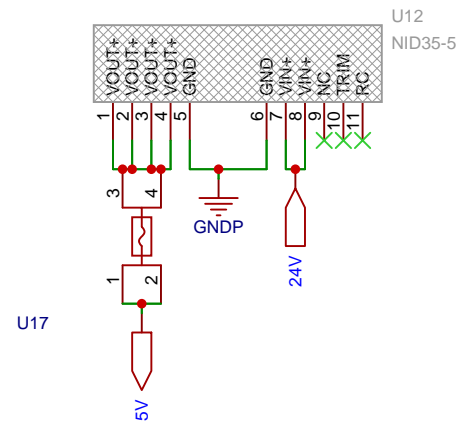 U12
NID35-5
VOUT+
VOUT+
VOUT+
VOUT+
GND
GND
VIN+
VIN+
NC
TRIM
RC
1
2
3
4
5
6
7
8
9
10
11
3
4
GNDP
24V
1
2
U17
5V